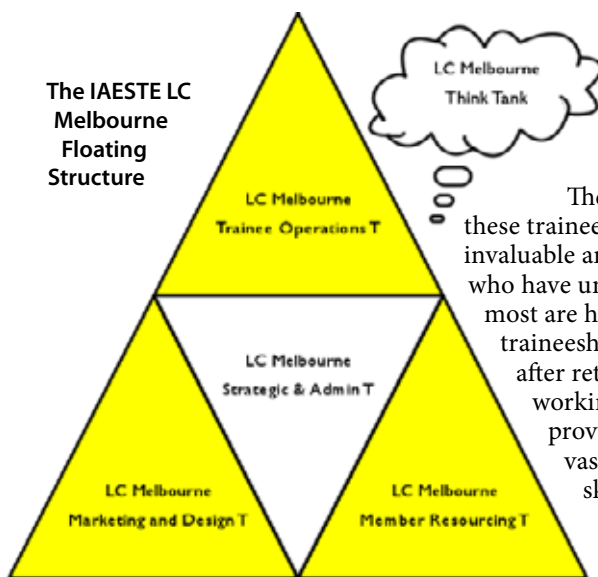 The IAESTE LC
Melbourne
Floating
Structure
LC Melbourne
Think Tank
LC Melbourne
Trainee Operations T
LC Melbourne
Strategic & Admin T
LC Melbourne
Marketing and Design T
LC Melbourne
Member Resourcing T
The
these trainee
invaluable an
who have un
most are h
traineesh
after ret
workin
prov
vas
sk